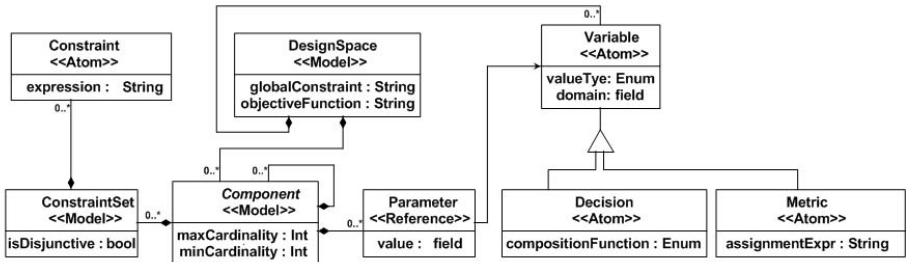 0..*
Constraint
<<Atom>>
expression : String
0..*
DesignSpace
<<Model>>
globalConstraint : String
objectiveFunction : String
Variable
<<Atom>>
valueTye: Enum
domain: field
0..*
0..*
ConstraintSet
<<Model>>
isDisjunctive : bool
0..*
Component
<<Model>>
maxCardinality : Int
minCardinality : Int
0..*
Parameter
<<Reference>>
value : field
Decision
<<Atom>>
compositionFunction : Enum
Metric
<<Atom>>
assignmentExpr : String